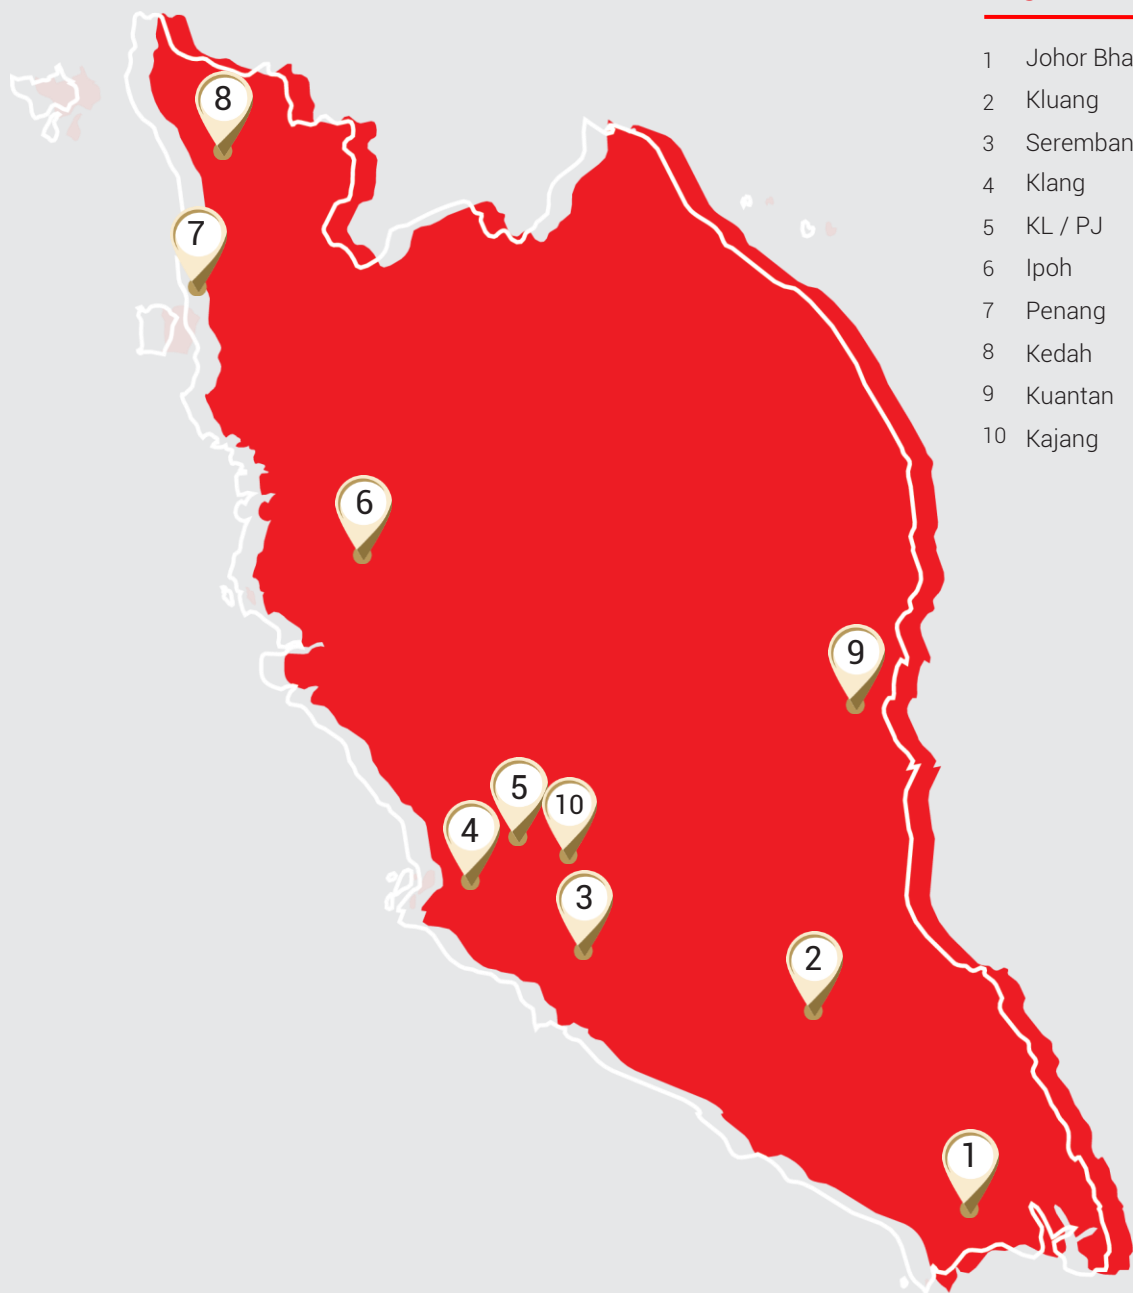 1 Johor Bha
2 Kluang
3 Seremban
4 Klang
5 KL / PJ
6 Ipoh
7 Penang
8 Kedah
9 Kuantan
10 Kajang
8
7
6
9
5
10
4
3
2
1